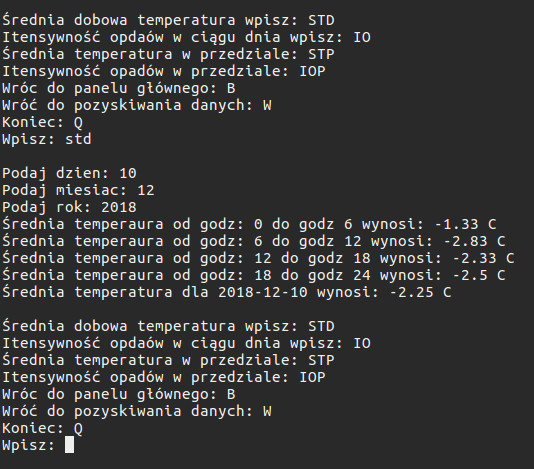 Średnia dobowa temperatura wpisz: STD
Itensywność opdaów w ciągu dnia wpisz: IO
Średnia temperatura w przedziale: STP
Itensywność opadów w przedziale: IOP
Wróc do panelu głównego: B
Wróć do pozyskiwania danych: W
Koniec: Q
Wpisz: std
Podaj dzien: 10
Podaj miesiac: 12
Podaj rok: 2018
Średnia temperaura od godz: 0 do godz 6 wynosi: -1.33 C
Średnia temperaura od godz: 6 do godz 12 wynosi: -2.83 C
Średnia temperaura od godz: 12 do godz 18 wynosi: -2.33 C
Średnia temperaura od godz: 18 do godz 24 wynosi: -2.5 C
Średnia temperatura dla 2018-12-10 wynosi: -2.25 C
Średnia dobowa temperatura wpisz: STD
Itensywność opdaów w ciągu dnia wpisz: IO
Średnia temperatura w przedziale: STP
Itensywność opadów w przedziale: IOP
Wróc do panelu głównego: B
Wróć do pozyskiwania danych: W
Koniec: Q
Wpisz: